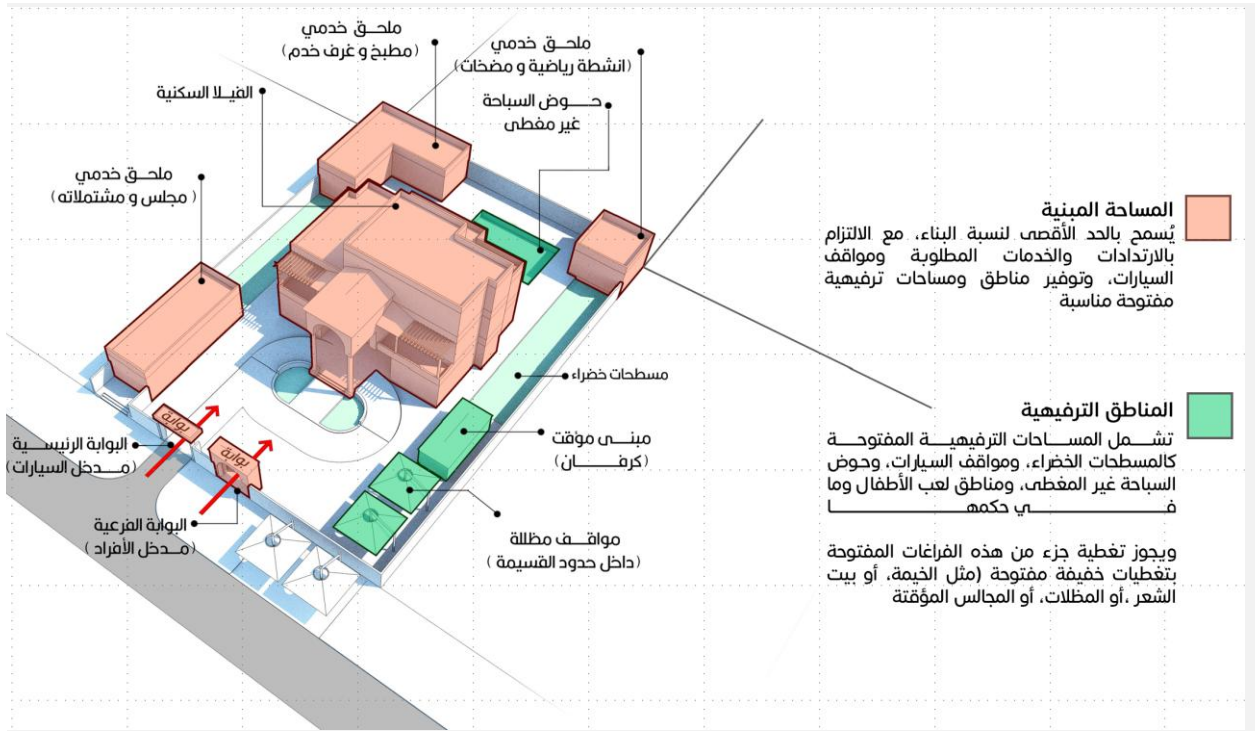 ملحق خدمي
(مطبخ و غرف خدم)
ملحق خدمي
(انشطة رياضية و مضخات)
الفيلا السكنية
حوض السباحة
غير مغطى
ملحق خدمي
(مجلس و مشتملاته)
مسطحات خضراء
مبنى مؤقت
(كرفان)
بوابة
بوابة
البوابة الرئيسية
(مدخل السيارات)
البوابة الفرعية
(مدخل الأفراد)
مواقف مظللة
(داخل حدود القسيمة)
المساحة المبنية
يُسمح بالحد الأقصى لنسبة البناء، مع الالتزام
بالارتدادات والخدمات المطلوبة ومواقف
السيارات، وتوفير مناطق ومساحات ترفيهية
مفتوحة مناسبة
المناطق الترفيهية
تشمل المساحات الترفيهية المفتوحة
كالمسطحات الخضراء، ومواقف السيارات، وحوض
السباحة غير المغطى، ومناطق لعب الأطفال وما
في حكمها
ويجوز تغطية جزء من هذه الفراغات المفتوحة
بتغطيات خفيفة مفتوحة (مثل الخيمة، أو بيت
الشعر ،أو المظلات، أو المجالس المؤقتة